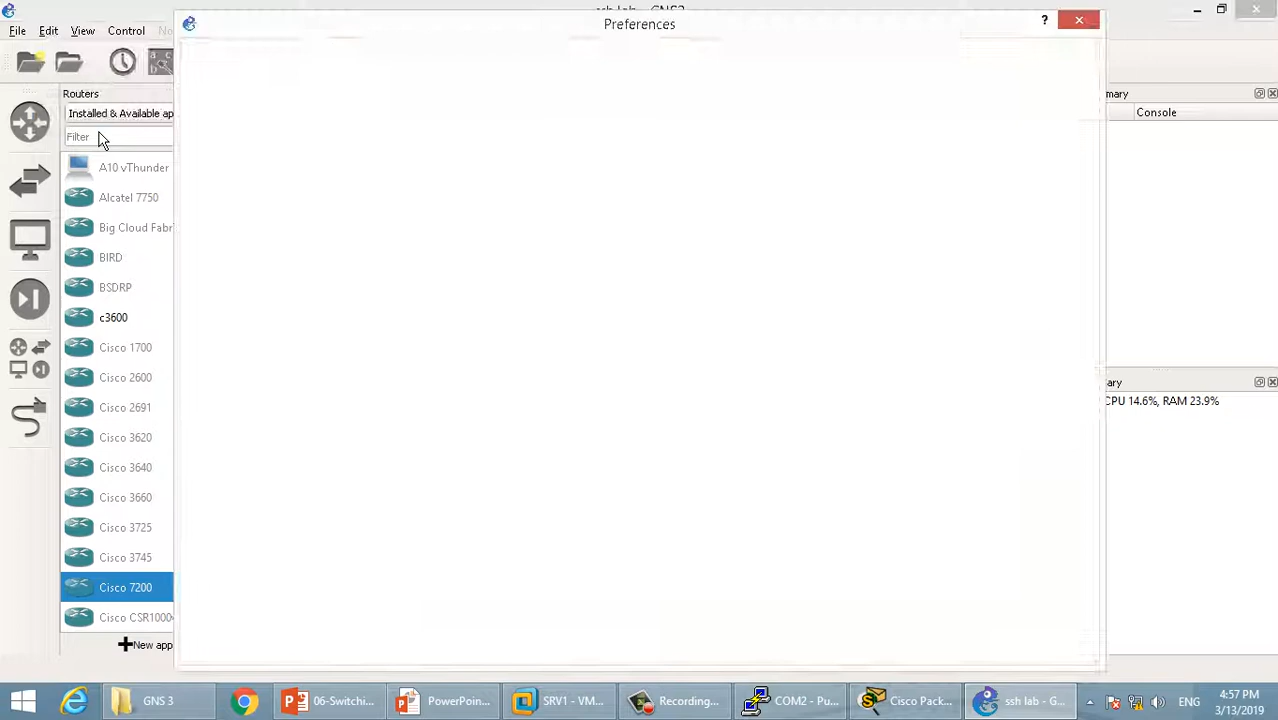 Preferences
?
File Edit View Control
Routers
Installed & Available ap
Filter
A10 vThunder
Alcatel 7750
Big Cloud Fabri
BIRD
BSDRP
c3600
Cisco 1700
Cisco 2600
Cisco 2691
Cisco 3620
Cisco 3640
Cisco 3660
Cisco 3725
Cisco 3745
Cisco 7200
Cisco CSR1000
New app
mary
Console
ary
CPU 14.6%, RAM 23.9%
GNS 3
06-Switchi...
PowerPoin...
SRV1 - VM...
Recording...
COM2 - Pu...
Cisco Pack...
ssh lab - G...
ENG
4:57 PM
3/13/2019